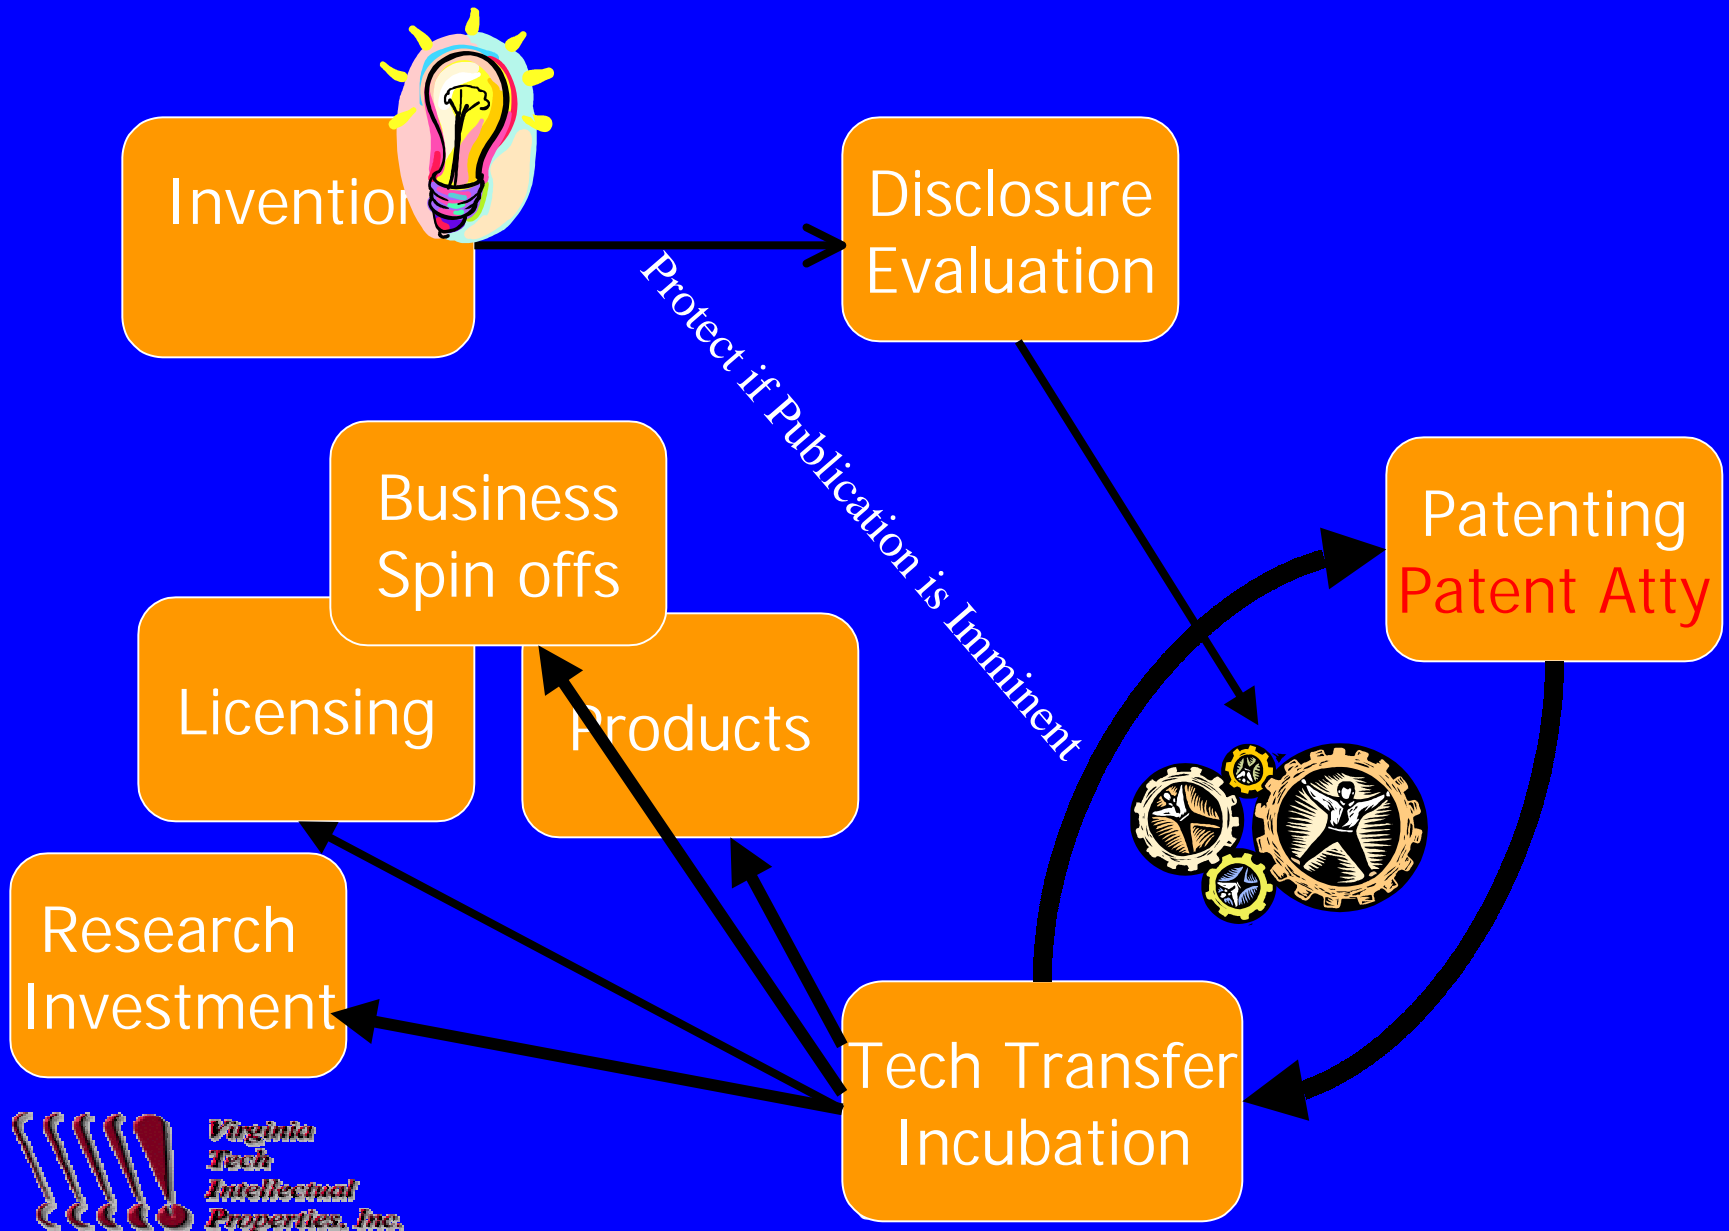 Invention
Disclosure
Evaluation
Protect if Publication is Imminent
Business
Spin offs
Patenting
Patent Atty
Licensing
Products
Research
Investment
Tech Transfer
Incubation
Virginia
Tech
Intellectual
Properties, Inc.